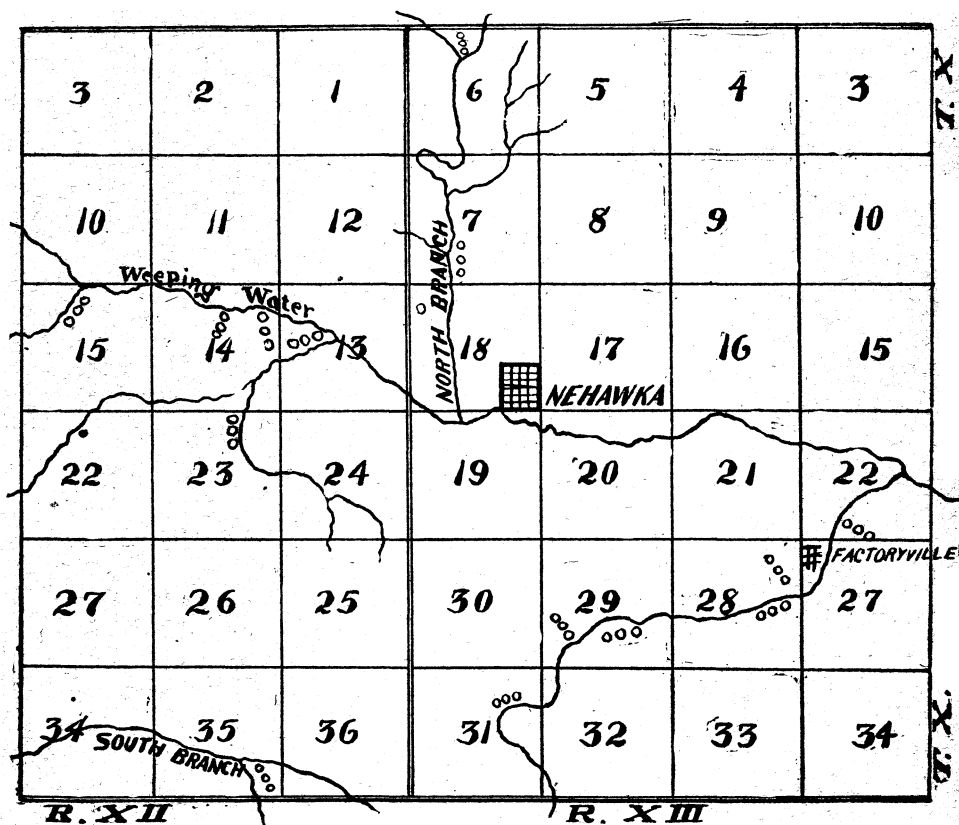 3 2 1 6 5 4 3
T. X
10 11 12 7 8 9 10
NORTH BRANCH
Weeping Water
15 14 13 18 17 16 15
NEHAWKA
22 23 24 19 20 21 22
FACTORYVILLE
27 26 25 30 29 28 27
34 35 36 31 32 33 34
SOUTH BRANCH
T. X.
R. XII R. XIII